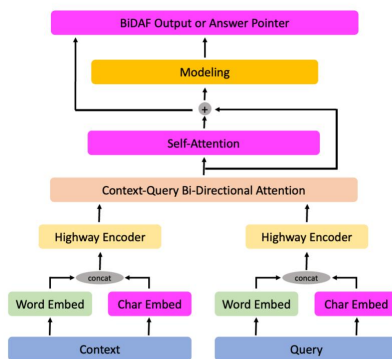 BiDAF Output or Answer Pointer
Modeling
+
Self-Attention
Context-Query Bi-Directional Attention
Highway Encoder
Highway Encoder
concat
concat
Word Embed
Char Embed
Word Embed
Char Embed
Context
Query